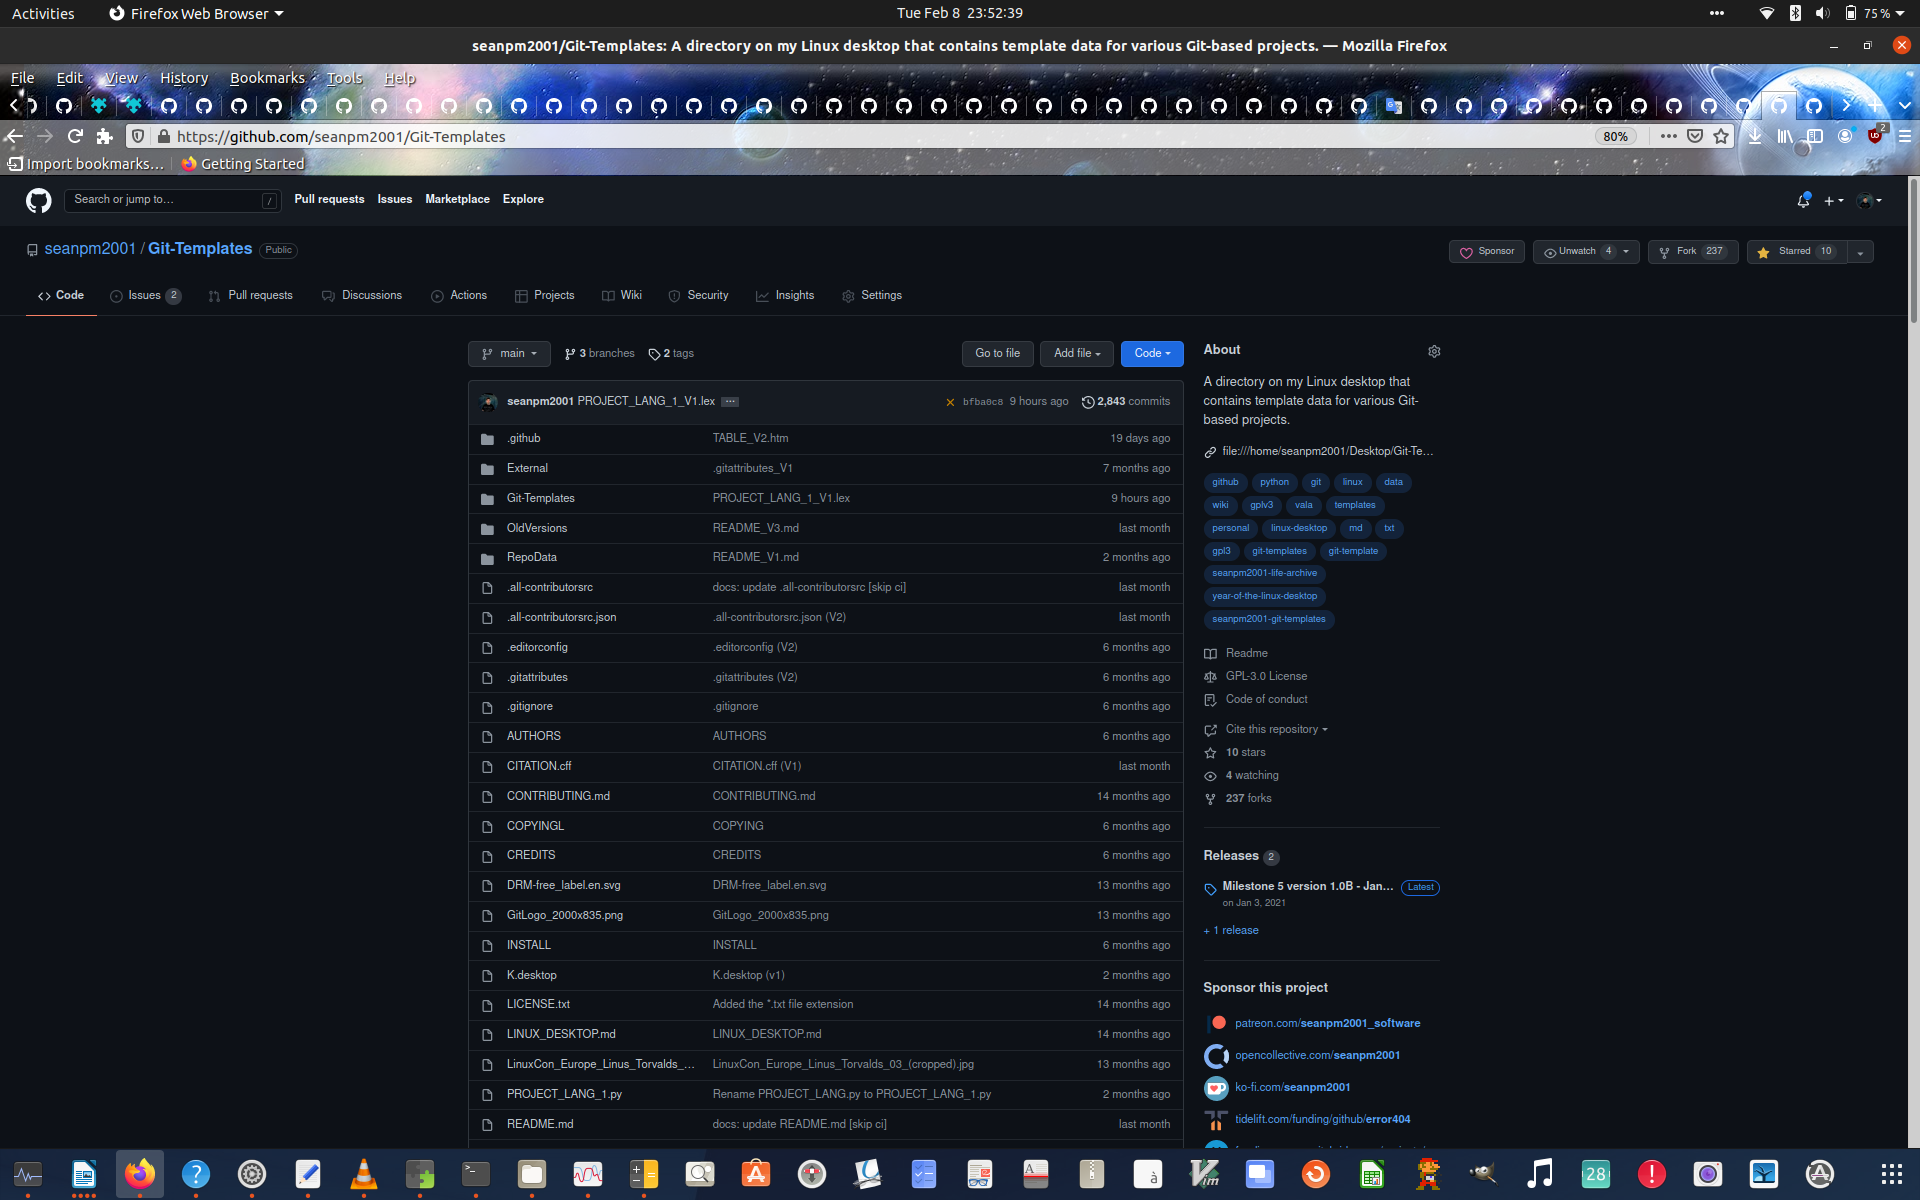 Activities
Firefox Web Browser
Tue Feb 8 23:52:39
75 %
seanpm2001/Git-Templates: A directory on my Linux desktop that contains template data for various Git-based projects. — Mozilla Firefox
File Edit View History Bookmarks Tools Help
https://github.com/seanpm2001/Git-Templates
80%
2
Import bookmarks…
Getting Started
Search or jump to…
/
Pull requests
Issues
Marketplace
Explore
seanpm2001 / Git-Templates
Public
Sponsor
Unwatch 4
Fork 237
Starred 10
Code
Issues 2
Pull requests
Discussions
Actions
Projects
Wiki
Security
Insights
Settings
main
3 branches
2 tags
Go to file
Add file
Code
seanpm2001 PROJECT_LANG_1_V1.lex
bfba0c8 9 hours ago
2,843 commits
.github TABLE_V2.htm 19 days ago
External .gitattributes_V1 7 months ago
Git-Templates PROJECT_LANG_1_V1.lex 9 hours ago
OldVersions README_V3.md last month
RepoData README_V1.md 2 months ago
.all-contributorsrc docs: update .all-contributorsrc [skip ci] last month
.all-contributorsrc.json .all-contributorsrc.json (V2) last month
.editorconfig .editorconfig (V2) 6 months ago
.gitattributes .gitattributes (V2) 6 months ago
.gitignore .gitignore 6 months ago
AUTHORS AUTHORS 6 months ago
CITATION.cff CITATION.cff (V1) last month
CONTRIBUTING.md CONTRIBUTING.md 14 months ago
COPYINGL COPYING 6 months ago
CREDITS CREDITS 6 months ago
DRM-free_label.en.svg DRM-free_label.en.svg 13 months ago
GitLogo_2000x835.png GitLogo_2000x835.png 13 months ago
INSTALL INSTALL 6 months ago
K.desktop K.desktop (v1) 2 months ago
LICENSE.txt Added the *.txt file extension 14 months ago
LINUX_DESKTOP.md LINUX_DESKTOP.md 14 months ago
LinuxCon_Europe_Linus_Torvalds_… LinuxCon_Europe_Linus_Torvalds_03_(cropped).jpg 13 months ago
PROJECT_LANG_1.py Rename PROJECT_LANG.py to PROJECT_LANG_1.py 2 months ago
README.md docs: update README.md [skip ci] last month
About
A directory on my Linux desktop that
contains template data for various Git-
based projects.
file:///home/seanpm2001/Desktop/Git-Te…
github python git linux data
wiki gplv3 vala templates
personal linux-desktop md txt
gpl3 git-templates git-template
seanpm2001-life-archive
year-of-the-linux-desktop
seanpm2001-git-templates
Readme
GPL-3.0 License
Code of conduct
Cite this repository
10 stars
4 watching
237 forks
Releases 2
Milestone 5 version 1.0B - Jan… Latest
on Jan 3, 2021
+ 1 release
Sponsor this project
patreon.com/seanpm2001_software
opencollective.com/seanpm2001
ko-fi.com/seanpm2001
tidelift.com/funding/github/error404
28